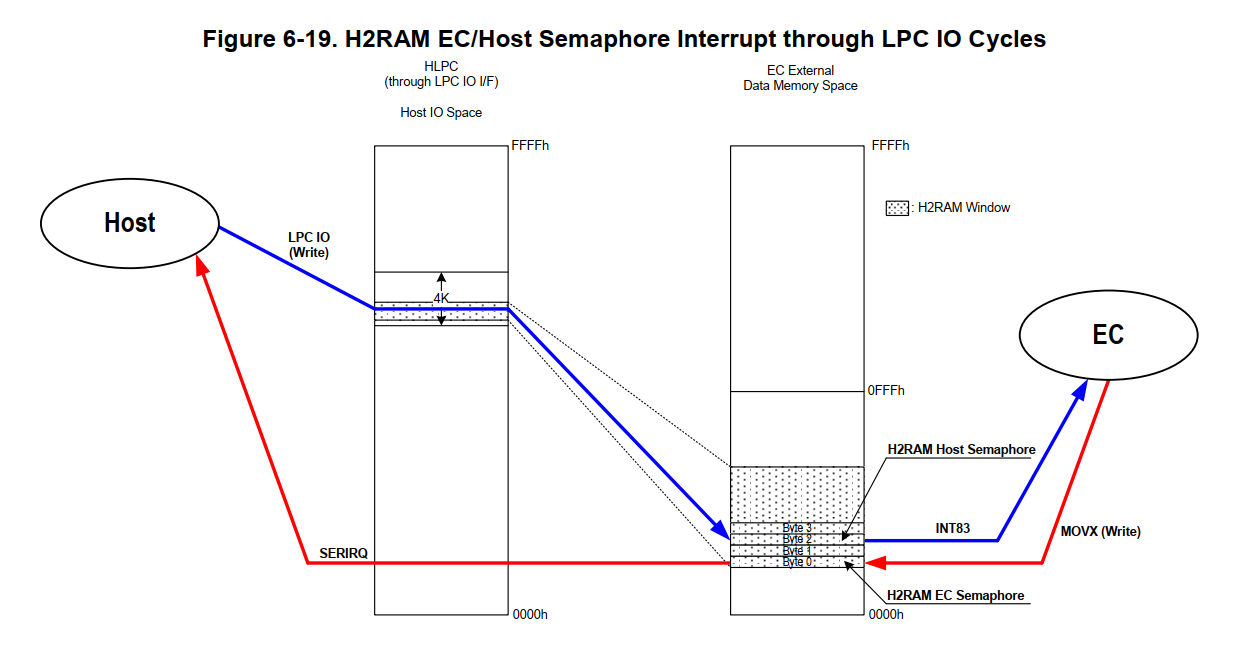 Figure 6-19. H2RAM EC/Host Semaphore Interrupt through LPC IO Cycles
HLPC
(through LPC IO I/F)
Host IO Space
EC External
Data Memory Space
FFFFh
FFFFh
: H2RAM Window
Host
LPC IO
(Write)
4K
EC
0FFFh
H2RAM Host Semaphore
Byte 3
Byte 2
Byte 1
Byte 0
INT83
MOVX (Write)
SERIRQ
H2RAM EC Semaphore
0000h
0000h